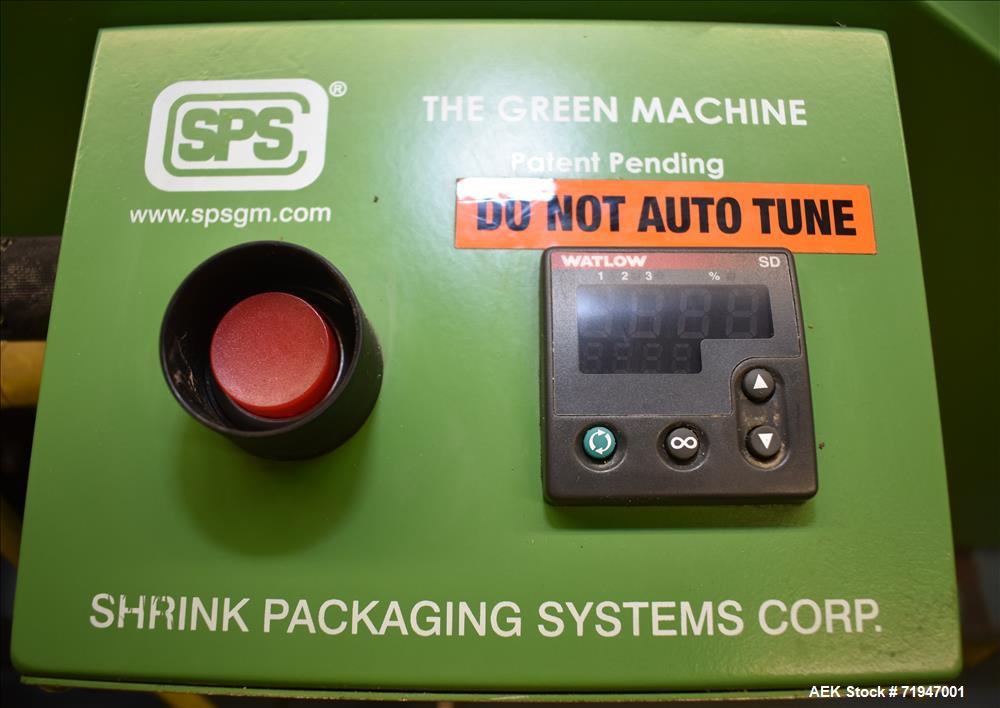 SPS®
www.spsgm.com
THE GREEN MACHINE
Patent Pending
DO NOT AUTO TUNE
WATLOW SD
1 2 3 %
SHRINK PACKAGING SYSTEMS CORP.
AEK Stock # 71947001